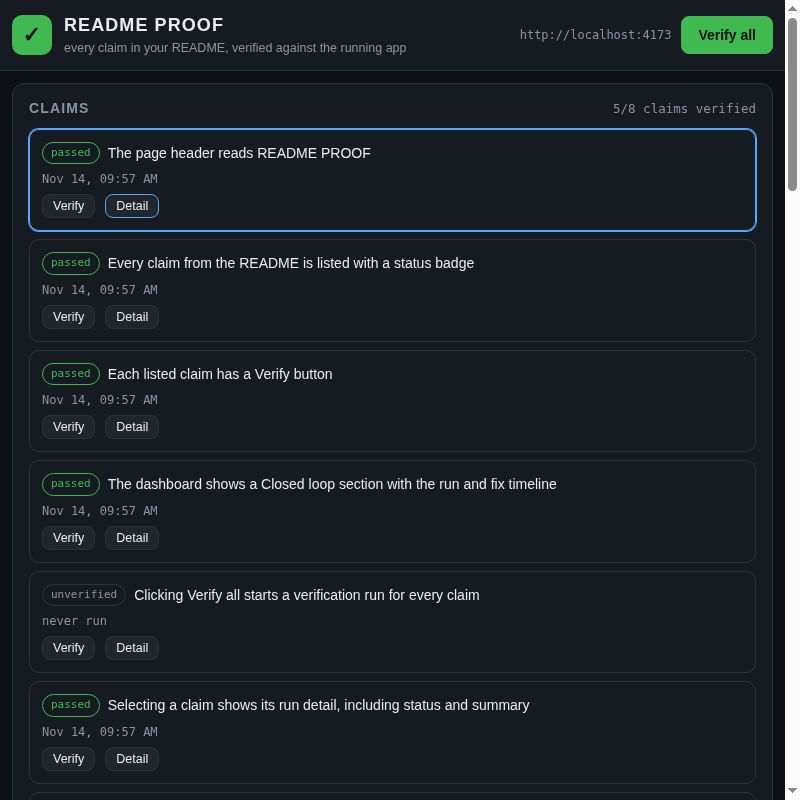 ✓
README PROOF
every claim in your README, verified against the running app
http://localhost:4173
Verify all
CLAIMS
5/8 claims verified
passed The page header reads README PROOF
Nov 14, 09:57 AM
Verify Detail
passed Every claim from the README is listed with a status badge
Nov 14, 09:57 AM
Verify Detail
passed Each listed claim has a Verify button
Nov 14, 09:57 AM
Verify Detail
passed The dashboard shows a Closed loop section with the run and fix timeline
Nov 14, 09:57 AM
Verify Detail
unverified Clicking Verify all starts a verification run for every claim
never run
Verify Detail
passed Selecting a claim shows its run detail, including status and summary
Nov 14, 09:57 AM
Verify Detail